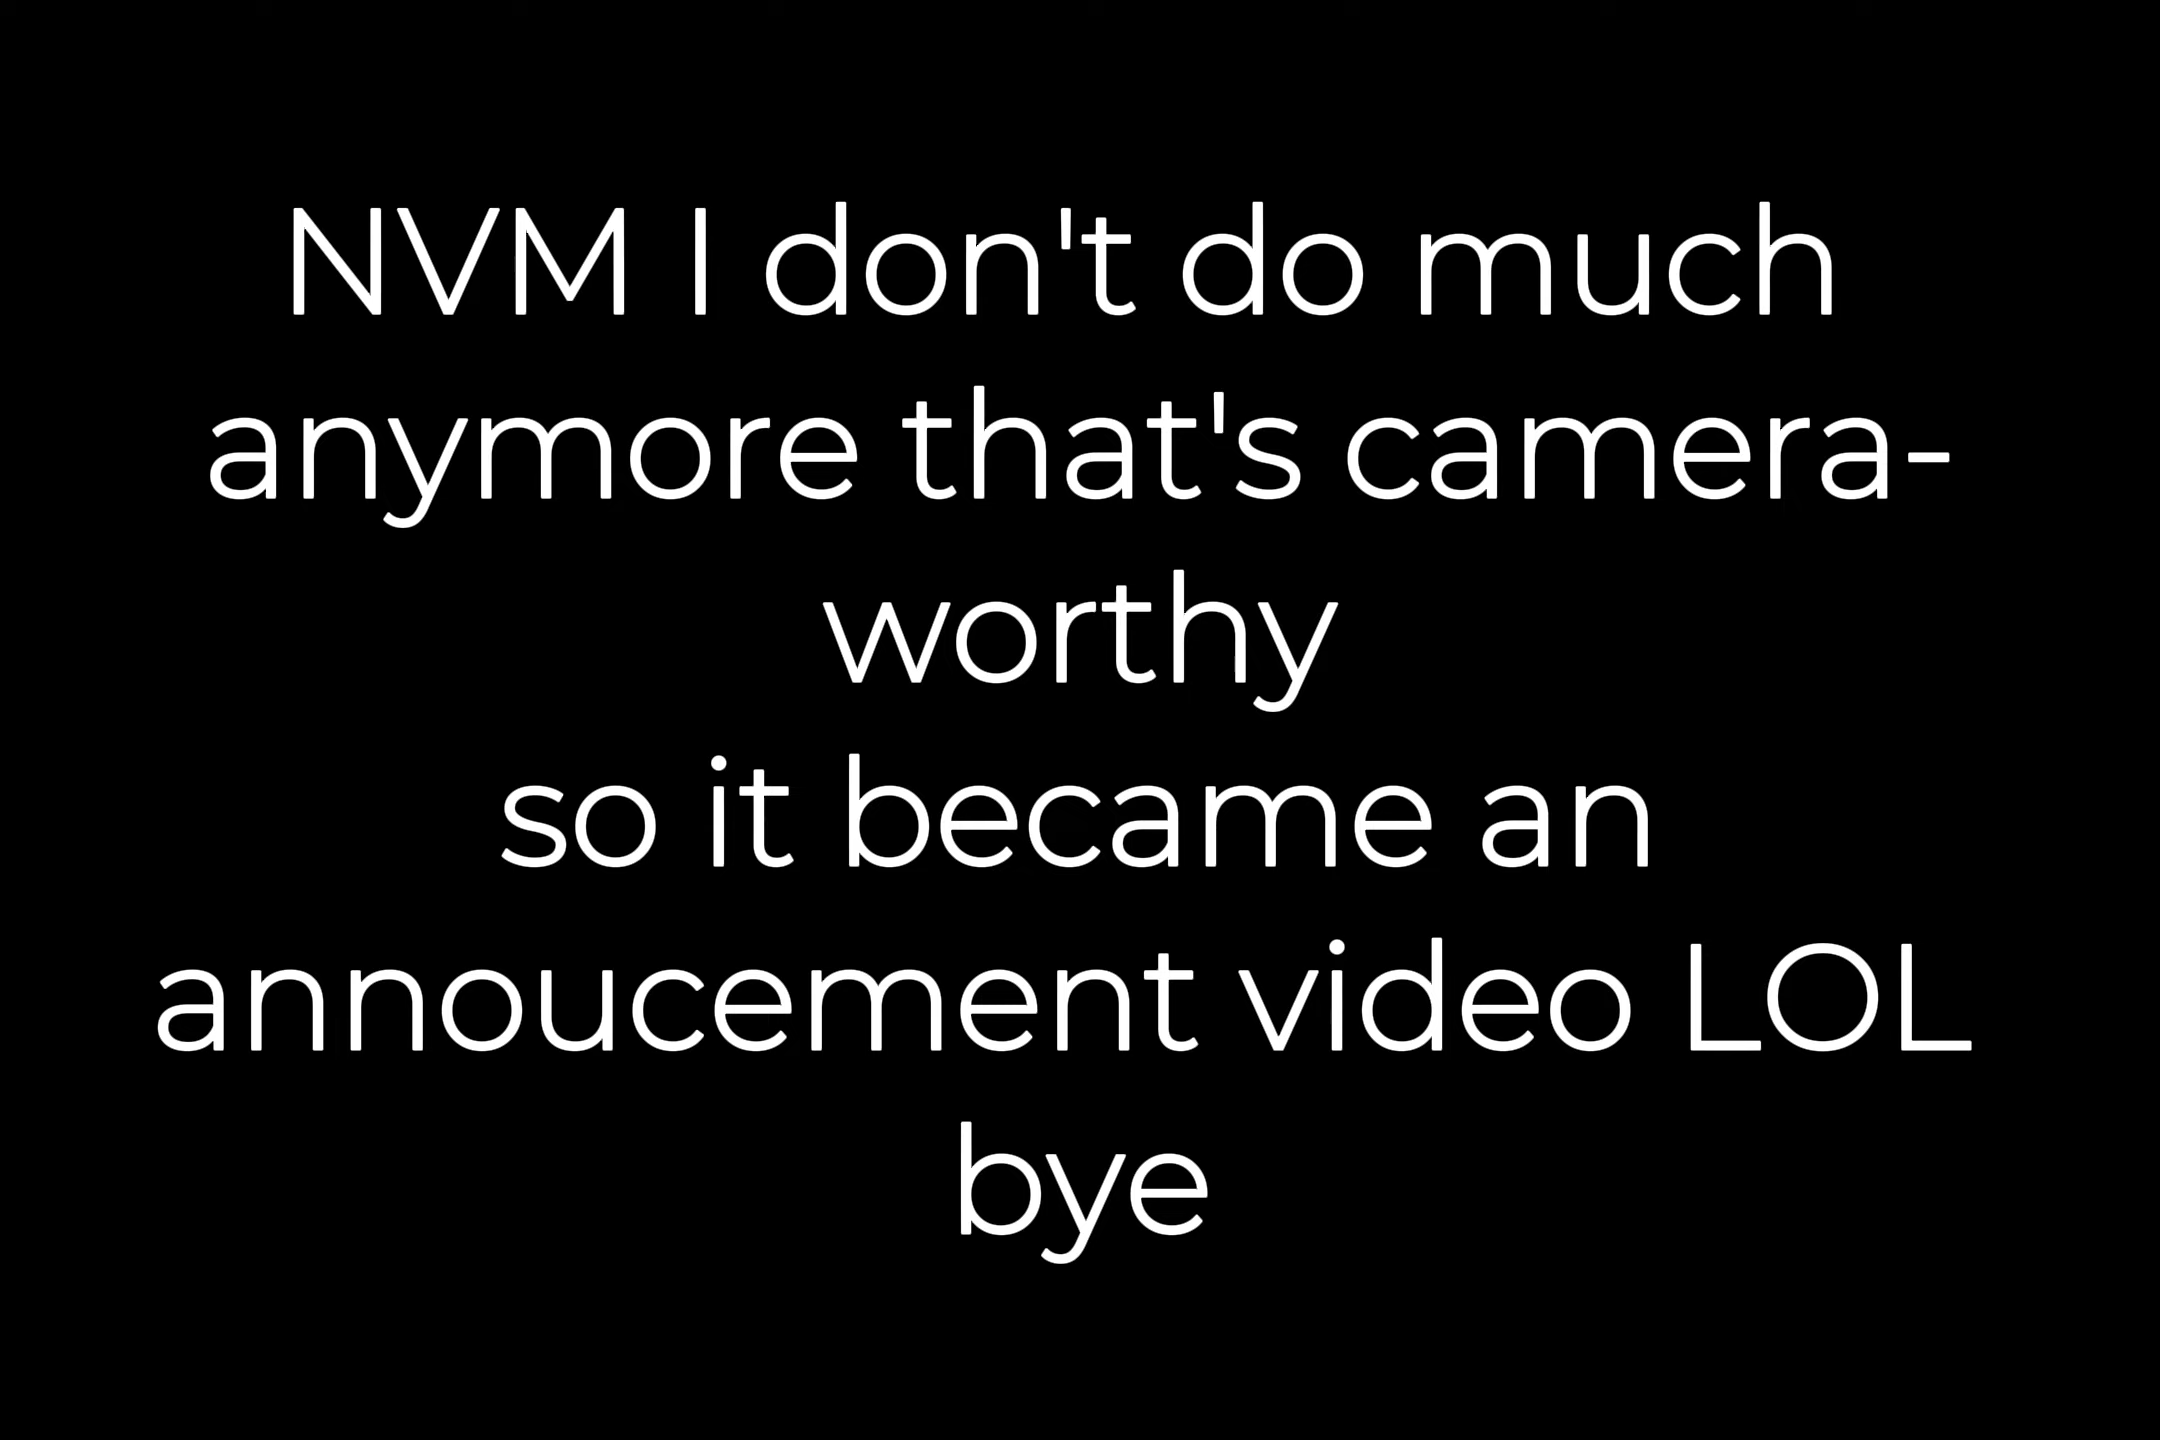 NVM I don't do much
anymore that's camera-
worthy
so it became an
annoucement video LOL
bye